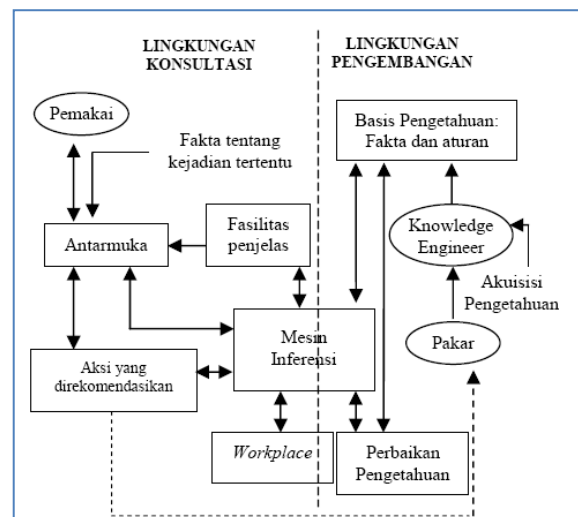 LINGKUNGAN
KONSULTASI
LINGKUNGAN
PENGEMBANGAN
Pemakai
Fakta tentang
kejadian tertentu
Basis Pengetahuan:
Fakta dan aturan
Antarmuka
Fasilitas
penjelas
Knowledge
Engineer
Akuisisi
Pengetahuan
Mesin
Inferensi
Pakar
Aksi yang
direkomendasikan
Workplace
Perbaikan
Pengetahuan